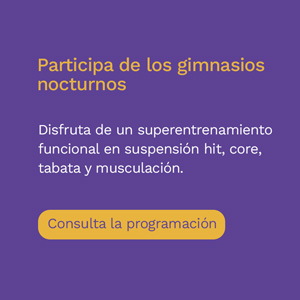 Participa de los gimnasios
nocturnos
Disfruta de un superentrenamiento
funcional en suspensión hit, core,
tabata y musculación.
Consulta la programación